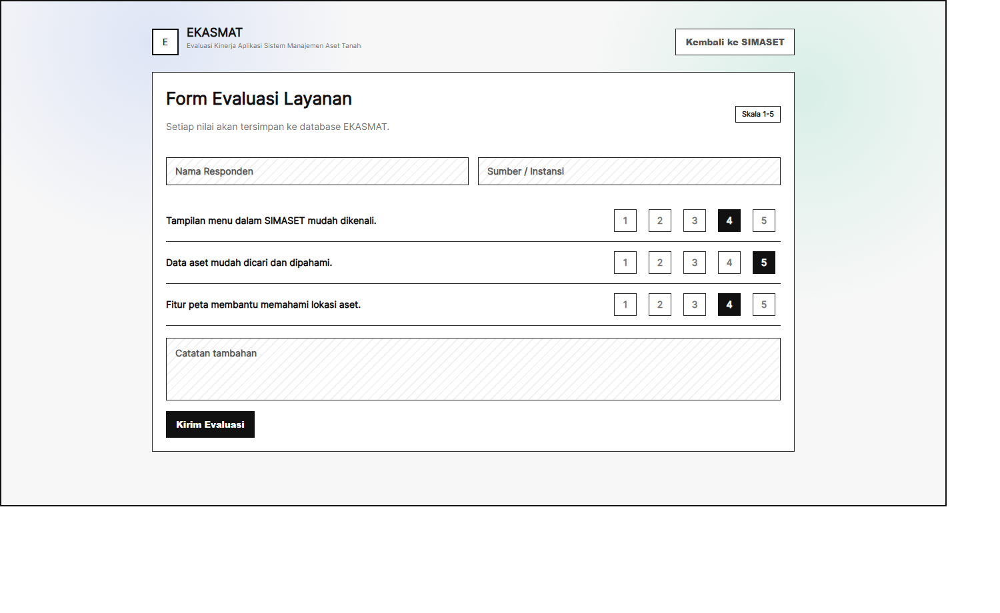 E
EKASMAT
Evaluasi Kinerja Aplikasi Sistem Manajemen Aset Tanah
Kembali ke SIMASET
Form Evaluasi Layanan
Setiap nilai akan tersimpan ke database EKASMAT.
Skala 1-5
Nama Responden
Sumber / Instansi
Tampilan menu dalam SIMASET mudah dikenali. 1 2 3 4 5
Data aset mudah dicari dan dipahami. 1 2 3 4 5
Fitur peta membantu memahami lokasi aset. 1 2 3 4 5
Catatan tambahan
Kirim Evaluasi